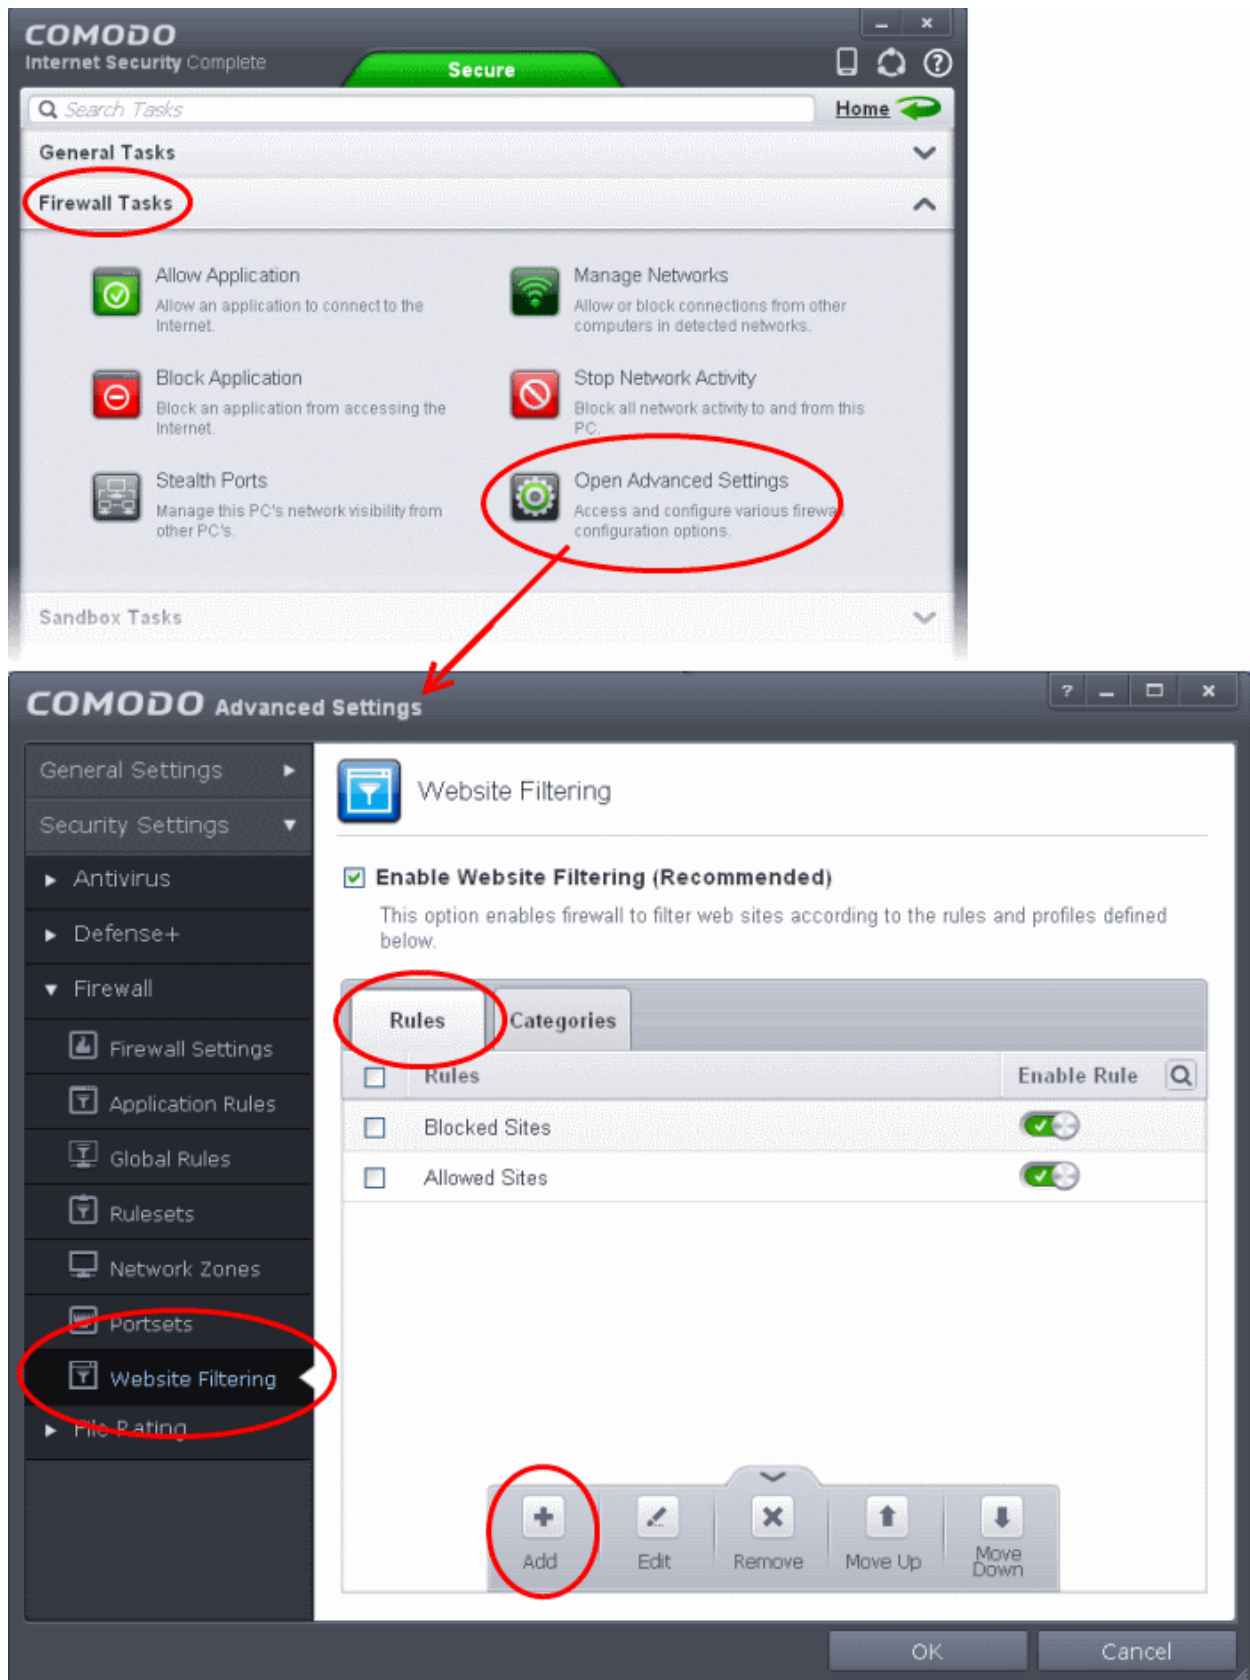 COMODO
Internet Security Complete
Secure
Search Tasks
Home
General Tasks
Firewall Tasks
Allow Application
Allow an application to connect to the
Internet.
Manage Networks
Allow or block connections from other
computers in detected networks.
Block Application
Block an application from accessing the
Internet.
Stop Network Activity
Block all network activity to and from this
PC.
Stealth Ports
Manage this PC's network visibility from
other PC's.
Open Advanced Settings
Access and configure various firewall
configuration options.
Sandbox Tasks
COMODO Advanced Settings
General Settings
Security Settings
Antivirus
Defense+
Firewall
Firewall Settings
Application Rules
Global Rules
Rulesets
Network Zones
Portsets
Website Filtering
File Rating
Website Filtering
Enable Website Filtering (Recommended)
This option enables firewall to filter web sites according to the rules and profiles defined
below.
Rules
Categories
Rules
Enable Rule
Blocked Sites
Allowed Sites
Add
Edit
Remove
Move Up
Move
Down
OK
Cancel